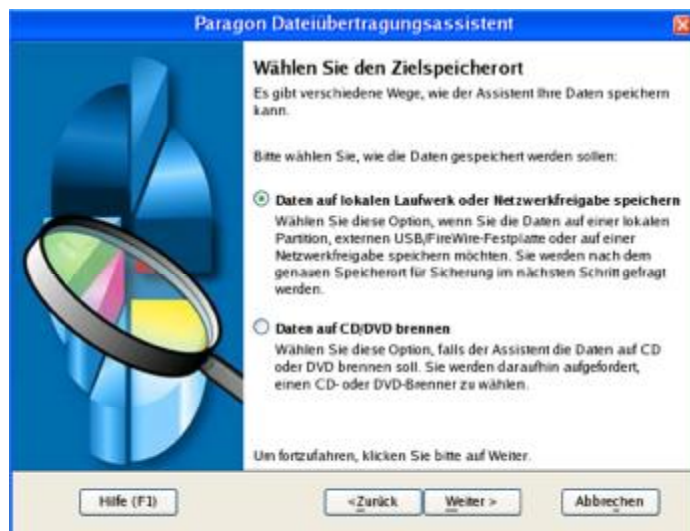 Paragon Dateiübertragungsassistent
Wählen Sie den Zielspeicherort
Es gibt verschiedene Wege, wie der Assistent Ihre Daten speichern
kann.
Bitte wählen Sie, wie die Daten gespeichert werden sollen:
Daten auf lokalen Laufwerk oder Netzwerkfreigabe speichern
Wählen Sie diese Option, wenn Sie die Daten auf einer lokalen
Partition, externen USB/FireWire-Festplatte oder auf einer
Netzwerkfreigabe speichern möchten. Sie werden nach dem
genauen Speicherort für Sicherung im nächsten Schritt gefragt
werden.
Daten auf CD/DVD brennen
Wählen Sie diese Option, falls der Assistent die Daten auf CD
oder DVD brennen soll. Sie werden daraufhin aufgefordert,
einen CD- oder DVD-Brenner zu wählen.
Um fortzufahren, klicken Sie bitte auf Weiter.
Hilfe (F1)
<Zurück
Weiter >
Abbrechen